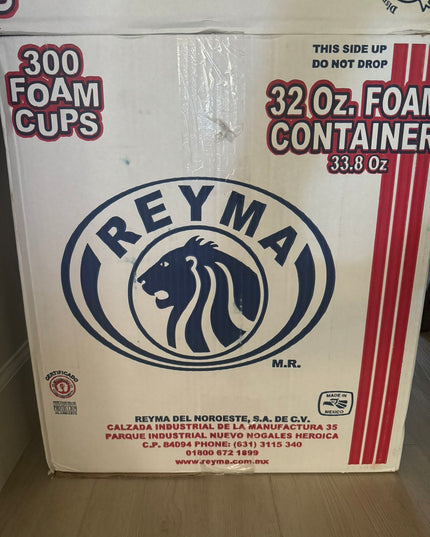 300
FOAM
CUPS
THIS SIDE UP
DO NOT DROP
32 Oz. FOAM
CONTAINER
33.8 Oz
REYMA
M.R.
CERTIFICADO
MADE IN
MEXICO
REYMA DEL NOROESTE, S.A. DE C.V.
CALZADA INDUSTRIAL DE LA MANUFACTURA 35
PARQUE INDUSTRIAL NUEVO NOGALES HEROICA
C.P. 84094 PHONE: (631) 3115 340
01800 672 1899
www.reyma.com.mx